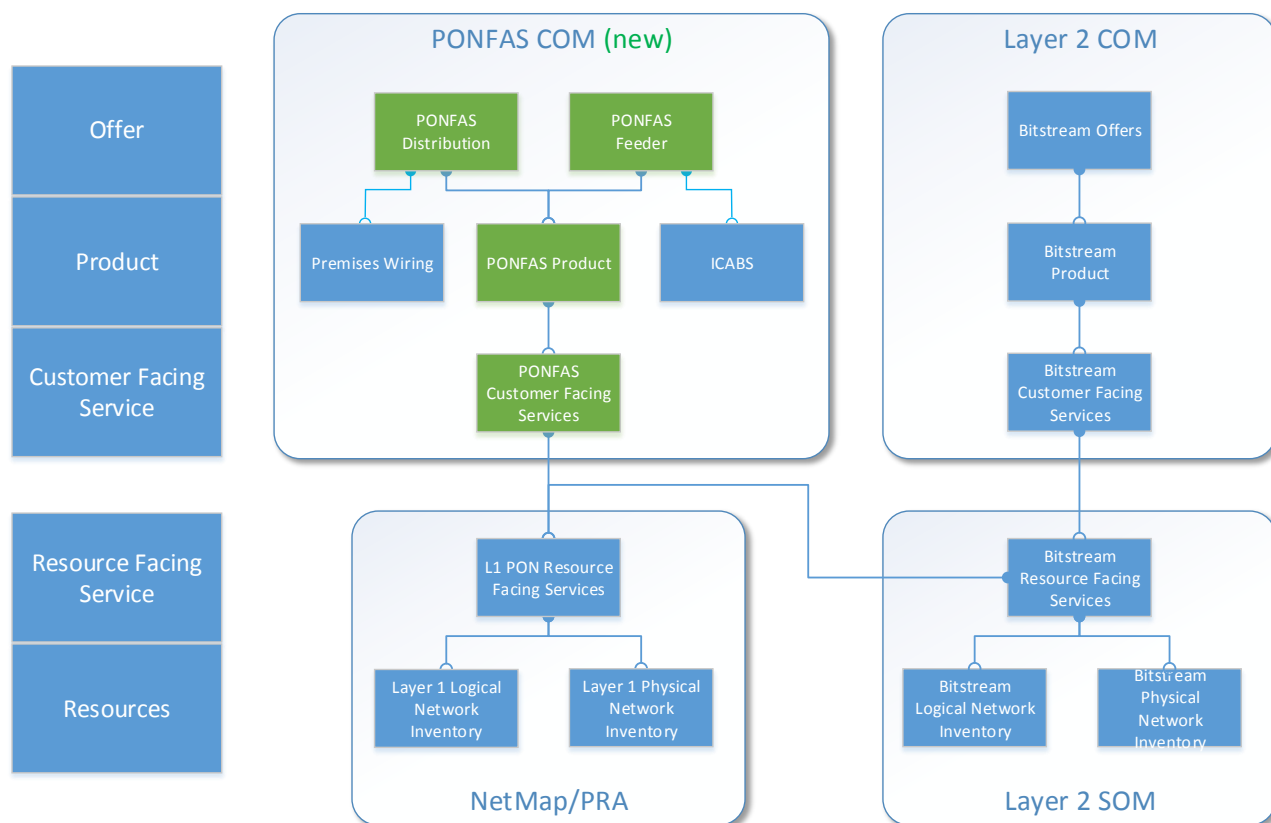 PONFAS COM (new)
Layer 2 COM
Offer
PONFAS
Distribution
PONFAS
Feeder
Bitstream Offers
Product
Premises Wiring
PONFAS Product
ICABS
Bitstream
Product
Customer Facing
Service
PONFAS
Customer Facing
Services
Bitstream
Customer Facing
Services
Resource Facing
Service
L1 PON Resource
Facing Services
Bitstream
Resource Facing
Services
Resources
Layer 1 Logical
Network
Inventory
Layer 1 Physical
Network
Inventory
Bitstream
Logical Network
Inventory
Bitstream
Physical
Network
Inventory
NetMap/PRA
Layer 2 SOM